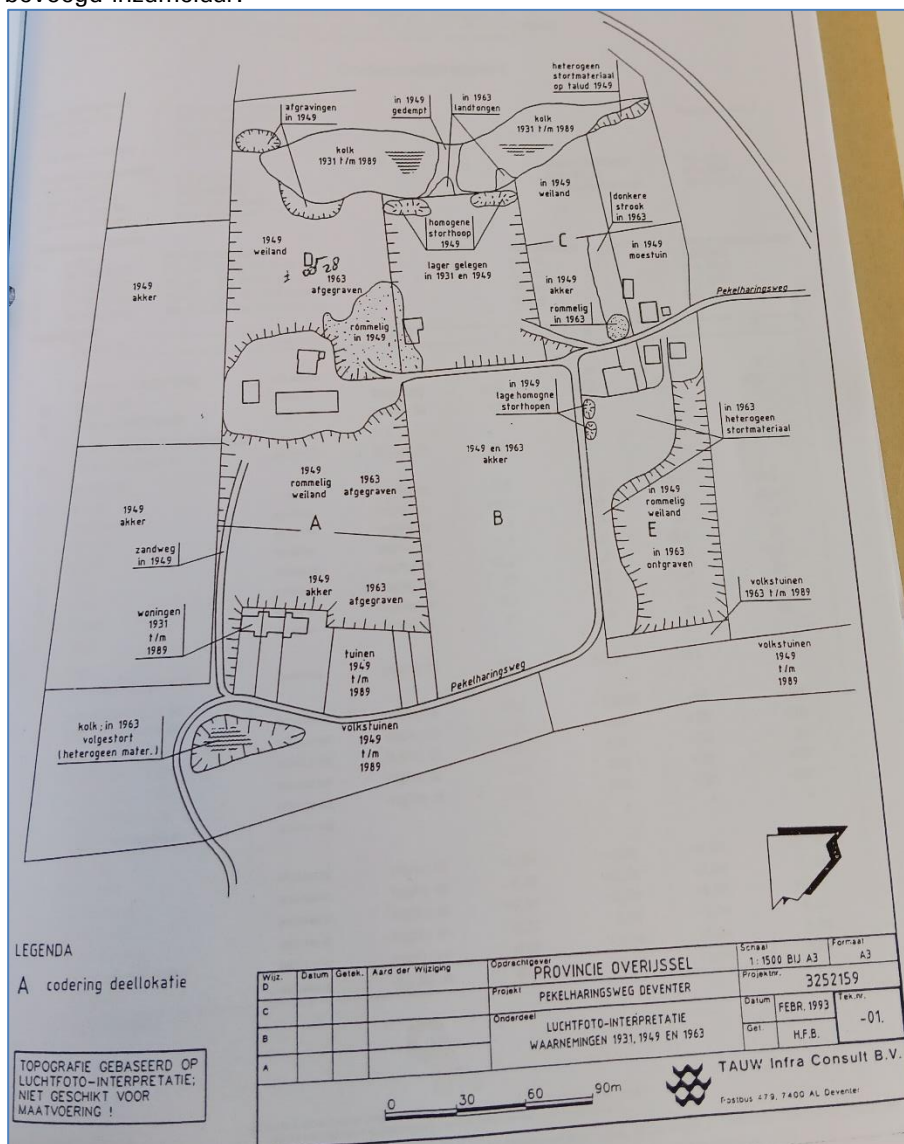 bevoegd inzamelaar.
heterogeen
stortmateriaal
op talud 1949
in 1949
gedempt
in 1963
landtongen
afgravingen
in 1949
kolk
1931 t/m 1989
kolk
1931 t/m 1989
in 1949
weiland
donkere
strook
in 1963
homogene
storthoop
1949
1949
weiland
C
in 1949
moestuin
lager gelegen
in 1931 en 1949
1949
akker
1963
afgegraven
in 1949
akker
Pekelharingsweg
rommelig
in 1963
rommelig
in 1949
in 1949
lage homogne
storthopen
in 1963
heterogeen
stortmateriaal
1949 en 1963
akker
1949
rommelig
weiland
1963
afgegraven
in 1949
rommelig
weiland
1949
akker
A
B
E
zandweg
in 1949
in 1963
ontgraven
1949
akker
1963
afgegraven
volkstuinen
1963 t/m 1989
woningen
1931
t/m
1989
tuinen
1949
t/m
1989
Pekelharingsweg
volkstuinen
1949
t/m
1989
kolk ; in 1963
volgestort
(heterogeen mater.)
volkstuinen
1949
t/m
1989
LEGENDA
A codering deellokatie
TOPOGRAFIE GEBASEERD OP
LUCHTFOTO-INTERPRETATIE;
NIET GESCHIKT VOOR
MAATVOERING !
Wijz. Datum Getek. Aard der Wijziging
D
C
B
A
Opdrachtgever
PROVINCIE OVERIJSSEL
Schaal
1 : 1500 BIJ A3
Formaat
A3
Projekt
PEKELHARINGSWEG DEVENTER
Projektnr.
3252159
Onderdeel
LUCHTFOTO-INTERPRETATIE
WAARNEMINGEN 1931, 1949 EN 1963
Datum
FEBR. 1993
Tek.nr.
-01.
Get.
H.F.B.
0 30 60 90m
TAUW Infra Consult B.V.
Postbus 479, 7400 AL Deventer